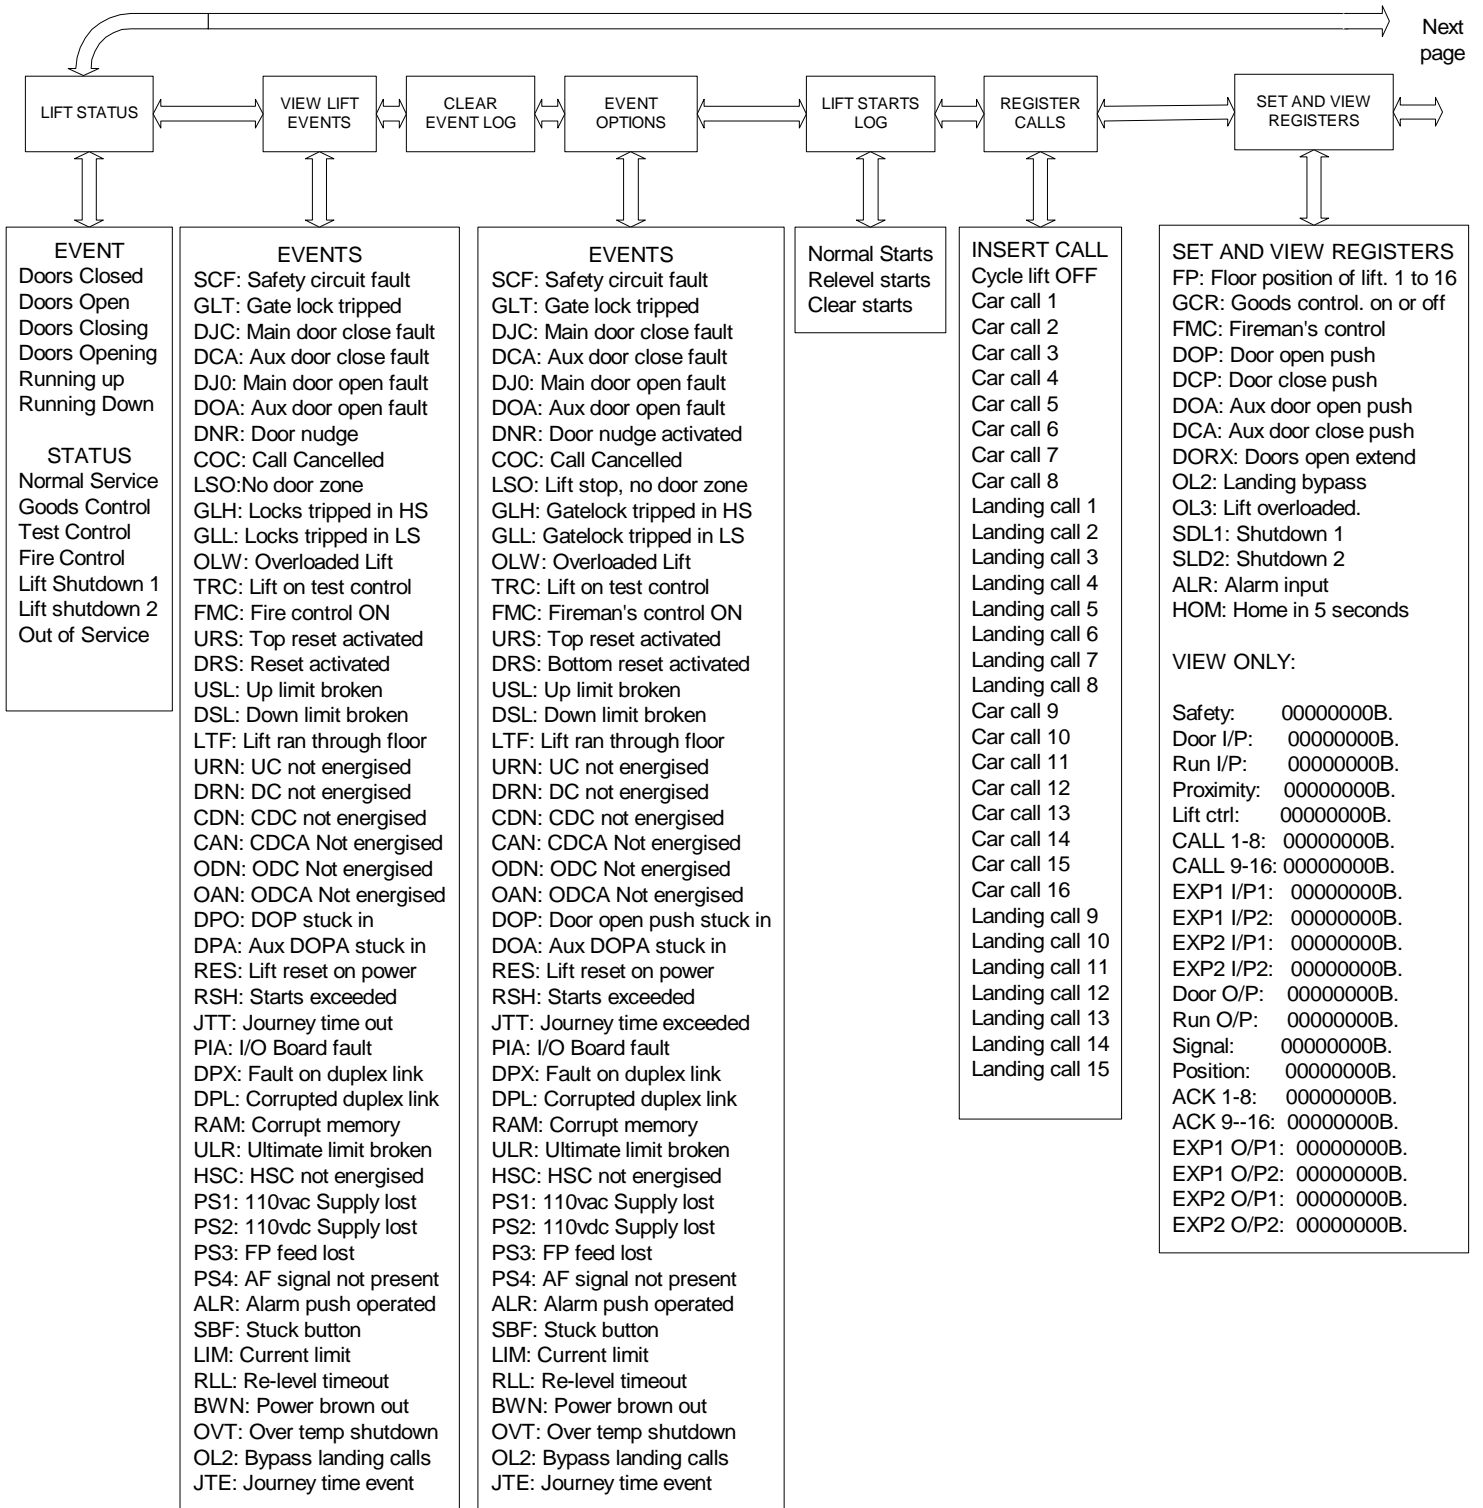 Next
page
LIFT STATUS
VIEW LIFT
EVENTS
CLEAR
EVENT LOG
EVENT
OPTIONS
LIFT STARTS
LOG
REGISTER
CALLS
SET AND VIEW
REGISTERS
EVENT
Doors Closed
Doors Open
Doors Closing
Doors Opening
Running up
Running Down
STATUS
Normal Service
Goods Control
Test Control
Fire Control
Lift Shutdown 1
Lift shutdown 2
Out of Service
EVENTS
SCF: Safety circuit fault
GLT: Gate lock tripped
DJC: Main door close fault
DCA: Aux door close fault
DJ0: Main door open fault
DOA: Aux door open fault
DNR: Door nudge
COC: Call Cancelled
LSO:No door zone
GLH: Locks tripped in HS
GLL: Locks tripped in LS
OLW: Overloaded Lift
TRC: Lift on test control
FMC: Fire control ON
URS: Top reset activated
DRS: Reset activated
USL: Up limit broken
DSL: Down limit broken
LTF: Lift ran through floor
URN: UC not energised
DRN: DC not energised
CDN: CDC not energised
CAN: CDCA Not energised
ODN: ODC Not energised
OAN: ODCA Not energised
DPO: DOP stuck in
DPA: Aux DOPA stuck in
RES: Lift reset on power
RSH: Starts exceeded
JTT: Journey time out
PIA: I/O Board fault
DPX: Fault on duplex link
DPL: Corrupted duplex link
RAM: Corrupt memory
ULR: Ultimate limit broken
HSC: HSC not energised
PS1: 110vac Supply lost
PS2: 110vdc Supply lost
PS3: FP feed lost
PS4: AF signal not present
ALR: Alarm push operated
SBF: Stuck button
LIM: Current limit
RLL: Re-level timeout
BWN: Power brown out
OVT: Over temp shutdown
OL2: Bypass landing calls
JTE: Journey time event
EVENTS
SCF: Safety circuit fault
GLT: Gate lock tripped
DJC: Main door close fault
DCA: Aux door close fault
DJ0: Main door open fault
DOA: Aux door open fault
DNR: Door nudge activated
COC: Call Cancelled
LSO: Lift stop, no door zone
GLH: Gatelock tripped in HS
GLL: Gatelock tripped in LS
OLW: Overloaded Lift
TRC: Lift on test control
FMC: Fireman's control ON
URS: Top reset activated
DRS: Bottom reset activated
USL: Up limit broken
DSL: Down limit broken
LTF: Lift ran through floor
URN: UC not energised
DRN: DC not energised
CDN: CDC not energised
CAN: CDCA Not energised
ODN: ODC Not energised
OAN: ODCA Not energised
DOP: Door open push stuck in
DOA: Aux DOPA stuck in
RES: Lift reset on power
RSH: Starts exceeded
JTT: Journey time exceeded
PIA: I/O Board fault
DPX: Fault on duplex link
DPL: Corrupted duplex link
RAM: Corrupt memory
ULR: Ultimate limit broken
HSC: HSC not energised
PS1: 110vac Supply lost
PS2: 110vdc Supply lost
PS3: FP feed lost
PS4: AF signal not present
ALR: Alarm push operated
SBF: Stuck button
LIM: Current limit
RLL: Re-level timeout
BWN: Power brown out
OVT: Over temp shutdown
OL2: Bypass landing calls
JTE: Journey time event
Normal Starts
Relevel starts
Clear starts
INSERT CALL
Cycle lift OFF
Car call 1
Car call 2
Car call 3
Car call 4
Car call 5
Car call 6
Car call 7
Car call 8
Landing call 1
Landing call 2
Landing call 3
Landing call 4
Landing call 5
Landing call 6
Landing call 7
Landing call 8
Car call 9
Car call 10
Car call 11
Car call 12
Car call 13
Car call 14
Car call 15
Car call 16
Landing call 9
Landing call 10
Landing call 11
Landing call 12
Landing call 13
Landing call 14
Landing call 15
SET AND VIEW REGISTERS
FP: Floor position of lift. 1 to 16
GCR: Goods control. on or off
FMC: Fireman's control
DOP: Door open push
DCP: Door close push
DOA: Aux door open push
DCA: Aux door close push
DORX: Doors open extend
OL2: Landing bypass
OL3: Lift overloaded.
SDL1: Shutdown 1
SLD2: Shutdown 2
ALR: Alarm input
HOM: Home in 5 seconds
VIEW ONLY:
Safety: 00000000B.
Door I/P: 00000000B.
Run I/P: 00000000B.
Proximity: 00000000B.
Lift ctrl: 00000000B.
CALL 1-8: 00000000B.
CALL 9-16: 00000000B.
EXP1 I/P1: 00000000B.
EXP1 I/P2: 00000000B.
EXP2 I/P1: 00000000B.
EXP2 I/P2: 00000000B.
Door O/P: 00000000B.
Run O/P: 00000000B.
Signal: 00000000B.
Position: 00000000B.
ACK 1-8: 00000000B.
ACK 9--16: 00000000B.
EXP1 O/P1: 00000000B.
EXP1 O/P2: 00000000B.
EXP2 O/P1: 00000000B.
EXP2 O/P2: 00000000B.